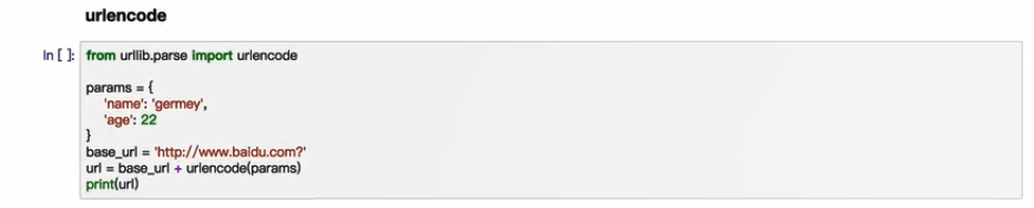 urlencode
In [ ]: from urllib.parse import urlencode
params = {
'name': 'germey',
'age': 22
}
base_url = 'http://www.baidu.com?'
url = base_url + urlencode(params)
print(url)